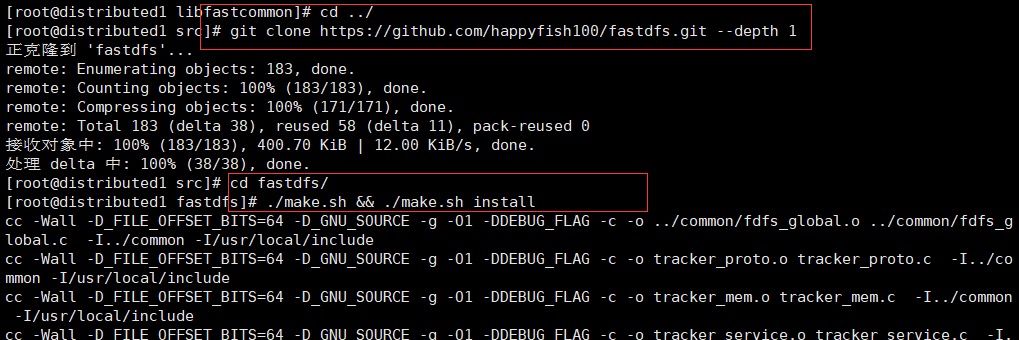 [root@distributed1 libfastcommon]# cd ../
[root@distributed1 src]# git clone https://github.com/happyfish100/fastdfs.git --depth 1
正克隆到 'fastdfs'...
remote: Enumerating objects: 183, done.
remote: Counting objects: 100% (183/183), done.
remote: Compressing objects: 100% (171/171), done.
remote: Total 183 (delta 38), reused 58 (delta 11), pack-reused 0
接收对象中: 100% (183/183), 400.70 KiB | 12.00 KiB/s, done.
处理 delta 中: 100% (38/38), done.
[root@distributed1 src]# cd fastdfs/
[root@distributed1 fastdfs]# ./make.sh && ./make.sh install
cc -Wall -D_FILE_OFFSET_BITS=64 -D_GNU_SOURCE -g -O1 -DDEBUG_FLAG -c -o ../common/fdfs_global.o ../common/fdfs_g
lobal.c  -I../common -I/usr/local/include
cc -Wall -D_FILE_OFFSET_BITS=64 -D_GNU_SOURCE -g -O1 -DDEBUG_FLAG -c -o tracker_proto.o tracker_proto.c  -I../co
mmon -I/usr/local/include
cc -Wall -D_FILE_OFFSET_BITS=64 -D_GNU_SOURCE -g -O1 -DDEBUG_FLAG -c -o tracker_mem.o tracker_mem.c  -I../common
 -I/usr/local/include
cc -Wall -D_FILE_OFFSET_BITS=64 -D_GNU_SOURCE -g -O1 -DDEBUG_FLAG -c -o tracker_service.o tracker_service.c  -I.